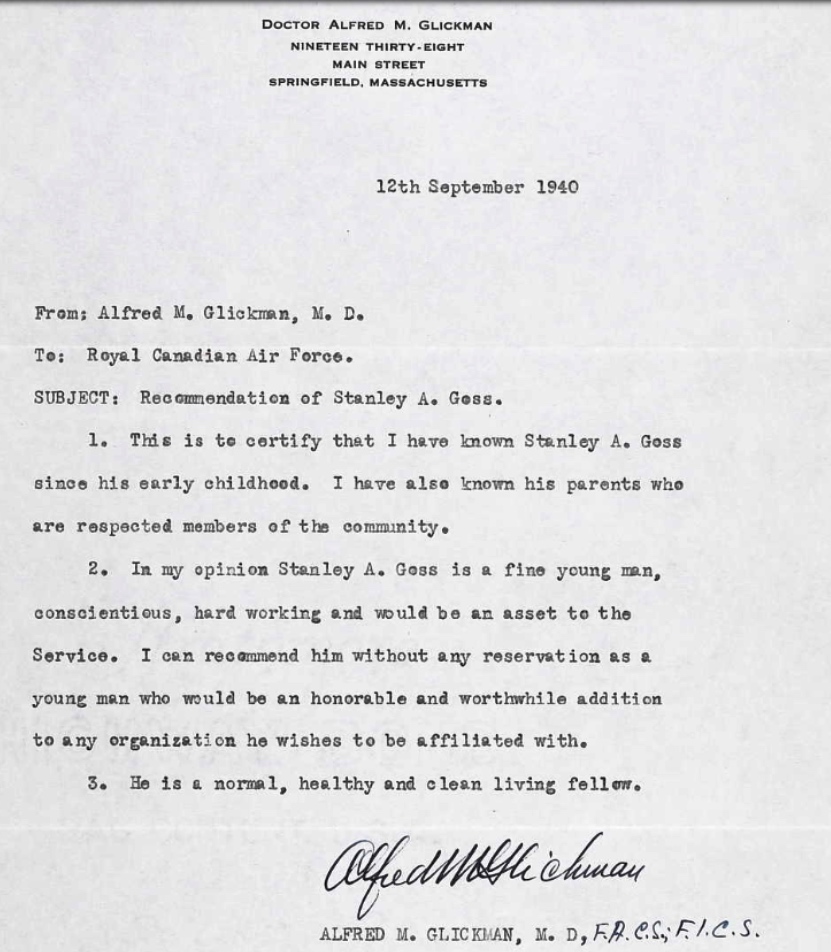 DOCTOR ALFRED M. GLICKMAN
NINETEEN THIRTY-EIGHT
MAIN STREET
SPRINGFIELD, MASSACHUSETTS
12th September 1940
From; Alfred M. Glickman, M. D.
To: Royal Canadian Air Force.
SUBJECT: Recommendation of Stanley A. Goss.
1. This is to certify that I have known Stanley A. Goss
since his early childhood. I have also known his parents who
are respected members of the community.
2. In my opinion Stanley A. Goss is a fine young man,
conscientious, hard working and would be an asset to the
Service. I can recommend him without any reservation as a
young man who would be an honorable and worthwhile addition
to any organization he wishes to be affiliated with.
3. He is a normal, healthy and clean living fellow.
Alfred M Glickman
ALFRED M. GLICKMAN, M. D, F.A.C.S.; F.I.C.S.